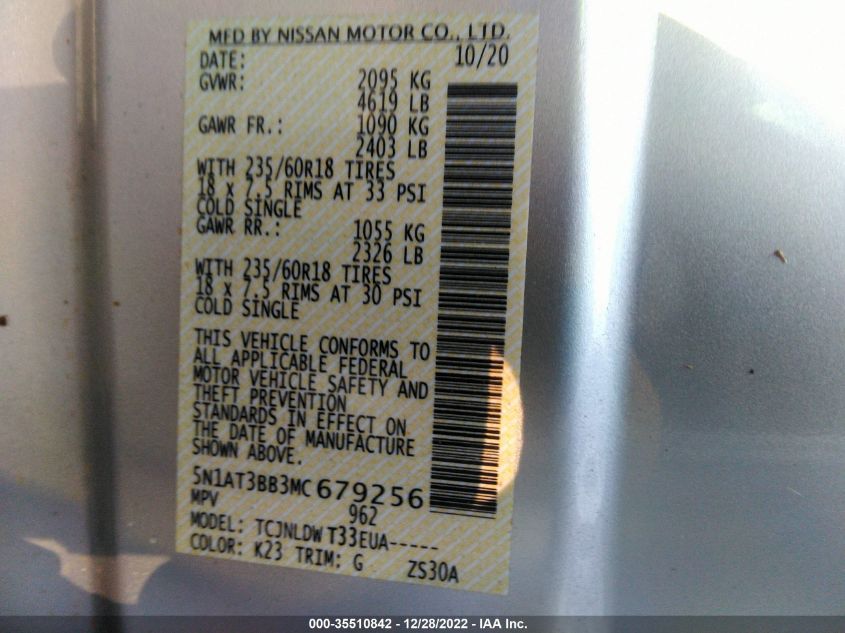 MFD BY NISSAN MOTOR CO., LTD.
DATE: 10/20
GVWR: 2095 KG
4619 LB
GAWR FR.: 1090 KG
2403 LB
WITH 235/60R18 TIRES
18 x 7.5 RIMS AT 33 PSI
COLD SINGLE
GAWR RR.: 1055 KG
2326 LB
WITH 235/60R18 TIRES
18 x 7.5 RIMS AT 30 PSI
COLD SINGLE
THIS VEHICLE CONFORMS TO
ALL APPLICABLE FEDERAL
MOTOR VEHICLE SAFETY AND
THEFT PREVENTION
STANDARDS IN EFFECT ON
THE DATE OF MANUFACTURE
SHOWN ABOVE.
5N1AT3BB3MC679256
MPV 962
MODEL: TCJNLDW T33EUA-----
COLOR: K23 TRIM: G ZS30A
000-35510842 - 12/28/2022 - IAA Inc.